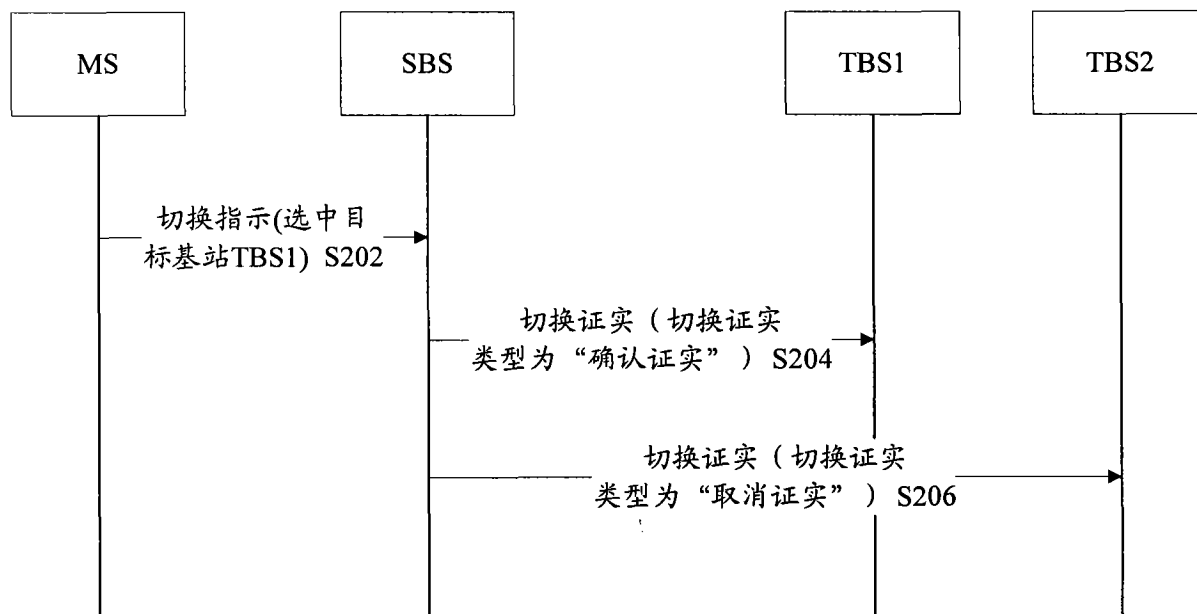 MS
SBS
TBS1
TBS2
切换指示(选中目
标基站TBS1) S202
切换证实（切换证实
类型为“确认证实”） S204
切换证实（切换证实
类型为“取消证实”） S206